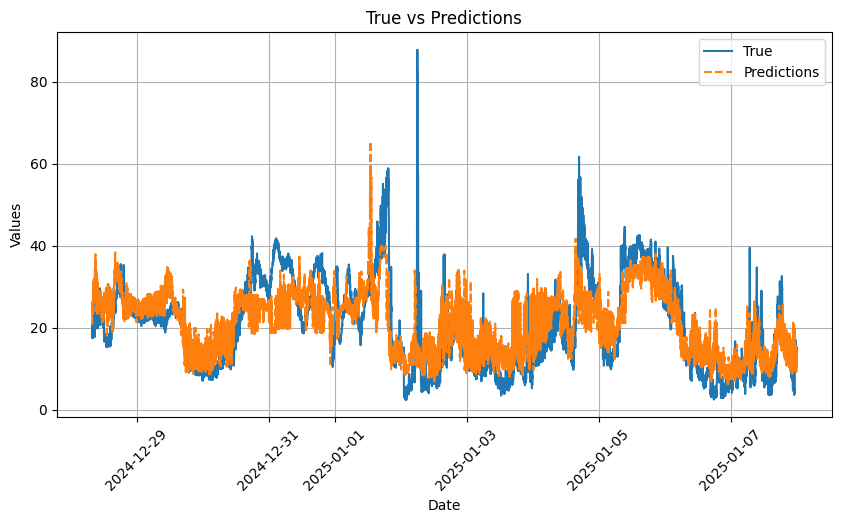 True vs Predictions
True
Predictions
Values
80
60
40
20
0
2024-12-29
2024-12-31
2025-01-01
2025-01-03
2025-01-05
2025-01-07
Date